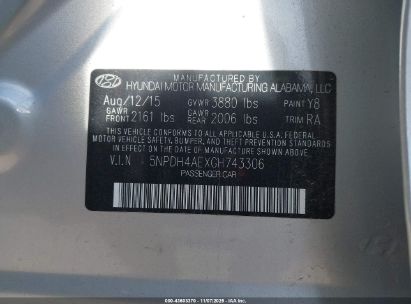 BY
HYUNDAI MOTOR MANUFACTURING ALABAMA, LLC
Aug/12/15 GVWR 3880 lbs PAINT Y8
GAWR FRONT 2161 lbs GAWR REAR 2006 lbs TRIM RA
THIS VEHICLE CONFORMS TO ALL APPLICABLE U.S.A. FEDERAL
MOTOR VEHICLE SAFETY, BUMPER, AND THEFT PREVENTION STANDARDS
IN EFFECT ON THE DATE OF MANUFACTURE SHOWN ABOVE.
V.I.N 5NPDH4AEXGH743306
PASSENGER CAR